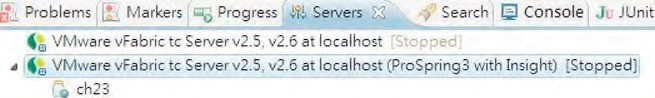 Problems Markers Progress Servers Search Console JUnit
VMware vFabric tc Server v2.5, v2.6 at localhost [Stopped]
VMware vFabric tc Server v2.5, v2.6 at localhost (ProSpring3 with Insight) [Stopped]
ch23